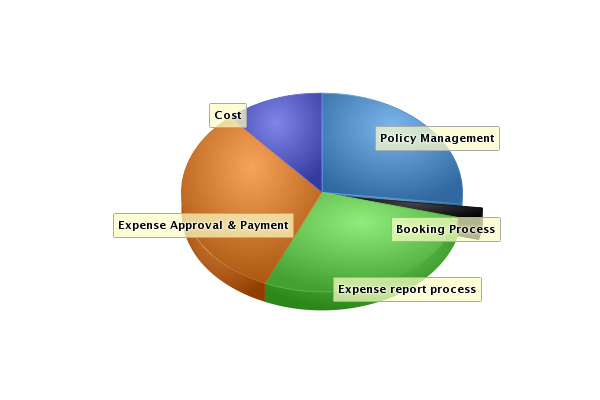 Cost
Policy Management
Expense Approval & Payment
Booking Process
Expense report process